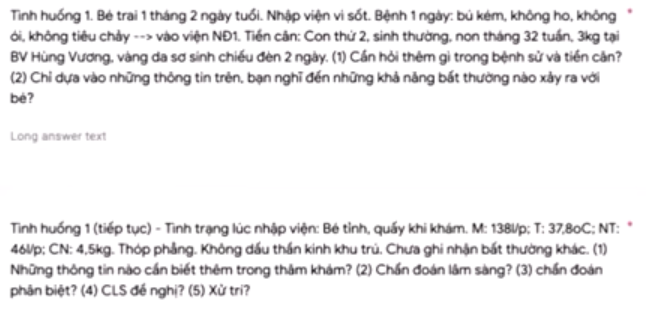 Tình huống 1. Bé trai 1 tháng 2 ngày tuổi. Nhập viện vì sốt. Bệnh 1 ngày: bú kém, không ho, không *
ói, không tiêu chảy --> vào viện NĐ1. Tiền căn: Con thứ 2, sinh thường, non tháng 32 tuần, 3kg tại
BV Hùng Vương, vàng da sơ sinh chiếu đèn 2 ngày. (1) Cần hỏi thêm gì trong bệnh sử và tiền căn?
(2) Chỉ dựa vào những thông tin trên, bạn nghĩ đến những khả năng bất thường nào xảy ra với
bé?
Long answer text
Tình huống 1 (tiếp tục) - Tình trạng lúc nhập viện: Bé tỉnh, quấy khi khám. M: 138l/p; T: 37,8oC; NT: *
46l/p; CN: 4,5kg. Thóp phẳng. Không dấu thần kinh khu trú. Chưa ghi nhận bất thường khác. (1)
Những thông tin nào cần biết thêm trong thăm khám? (2) Chẩn đoán lâm sàng? (3) chẩn đoán
phân biệt? (4) CLS đề nghị? (5) Xử trí?